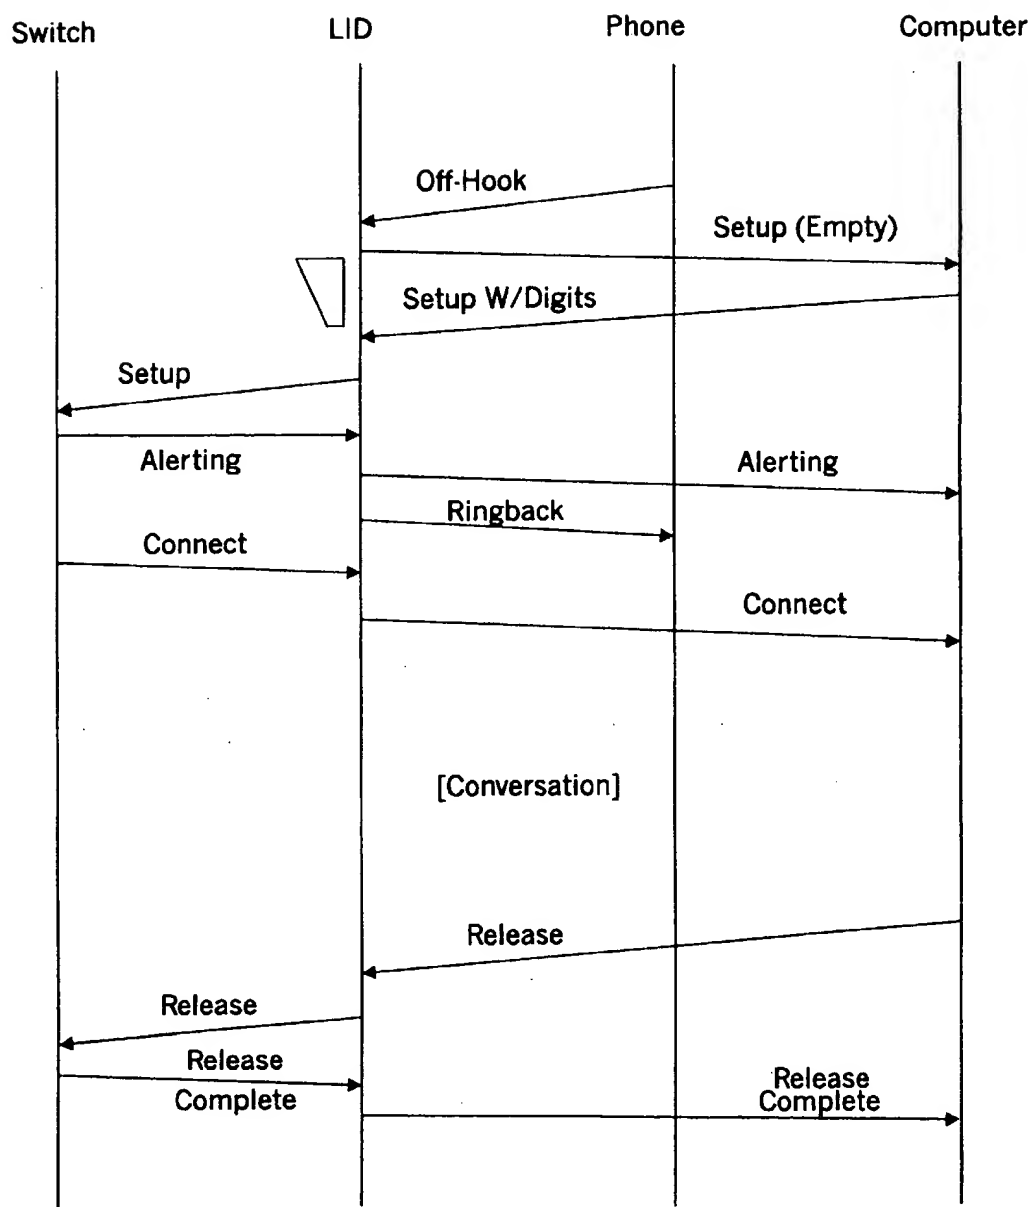 Switch
LID
Phone
Computer
Off-Hook
Setup (Empty)
Setup W/Digits
Setup
Alerting
Alerting
Ringback
Connect
Connect
[Conversation]
Release
Release
Release
Complete
Release
Complete